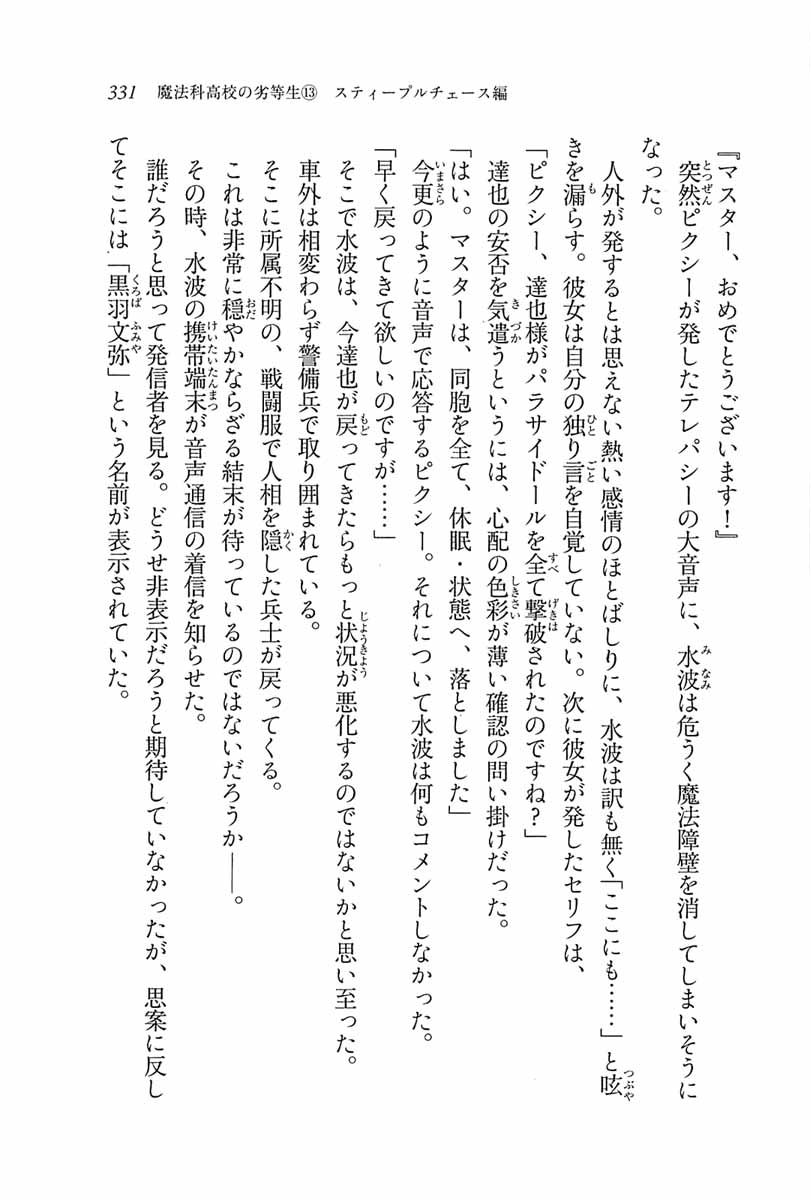 331 魔法科高校の劣等生⑬ スティープルチェース編
『マスター、おめでとうございます！』
突然ピクシーが発したテレパシーの大音声に、水波は危うく魔法障壁を消してしまいそうに
なった。
人外が発するとは思えない熱い感情のほとばしりに、水波は訳も無く「ここにも……」と呟
きを漏らす。彼女は自分の独り言を自覚していない。次に彼女が発したセリフは、
「ピクシー、達也様がパラサイドールを全て撃破されたのですね？」
達也の安否を気遣うというには、心配の色彩が薄い確認の問い掛けだった。
「はい。マスターは、同胞を全て、休眠・状態へ、落としました」
今更のように音声で応答するピクシー。それについて水波は何もコメントしなかった。
「早く戻ってきて欲しいのですが……」
そこで水波は、今達也が戻ってきたらもっと状況が悪化するのではないかと思い至った。
車外は相変わらず警備兵で取り囲まれている。
そこに所属不明の、戦闘服で人相を隠した兵士が戻ってくる。
これは非常に穏やかならざる結末が待っているのではないだろうか――。
その時、水波の携帯端末が音声通信の着信を知らせた。
誰だろうと思って発信者を見る。どうせ非表示だろうと期待していなかったが、思案に反し
てそこには「黒羽文弥」という名前が表示されていた。